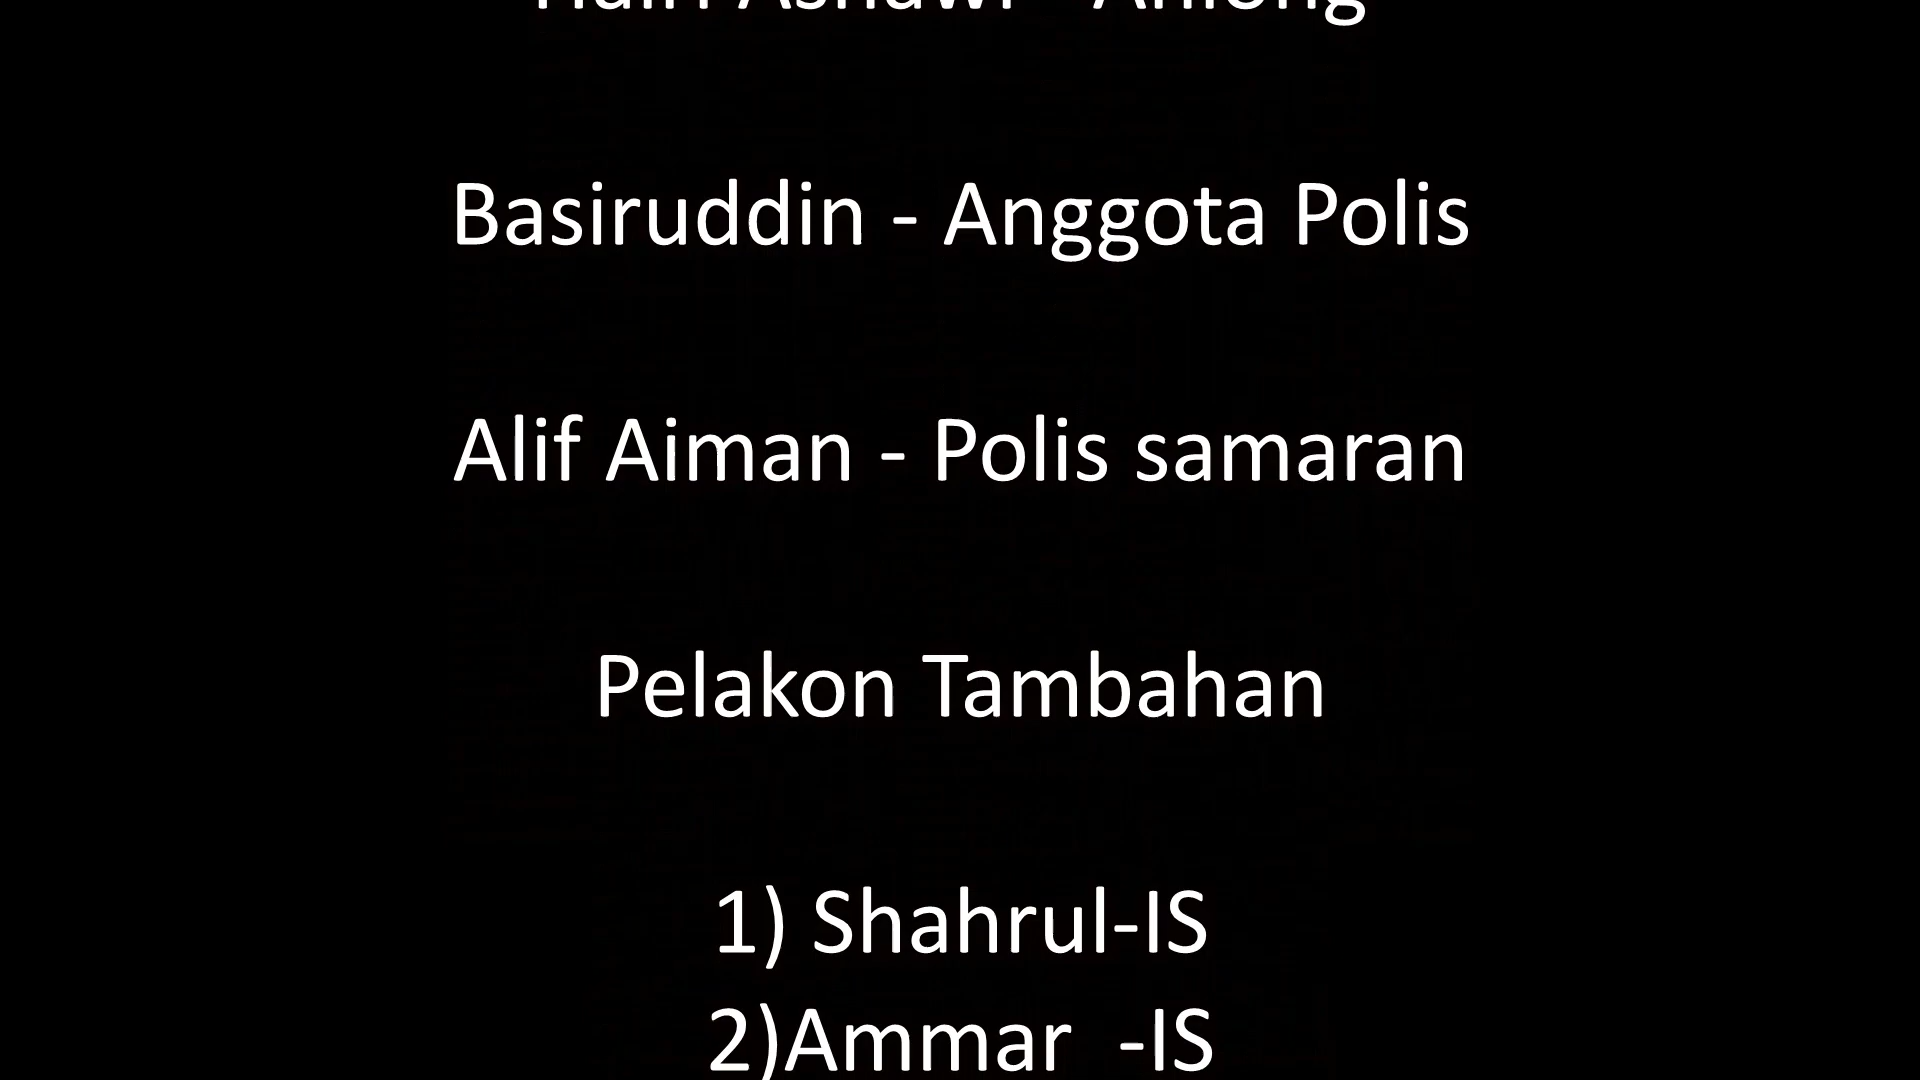 Basiruddin - Anggota Polis
Alif Aiman - Polis samaran
Pelakon Tambahan
1) Shahrul-IS
2)Ammar  -IS